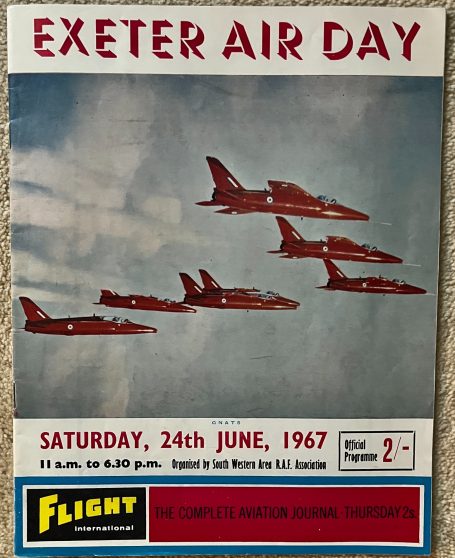 EXETER AIR DAY
GNATS
SATURDAY, 24th JUNE, 1967
11 a.m. to 6.30 p.m. Organised by South Western Area R.A.F. Association
Official
Programme 2/-
FLIGHT
International
THE COMPLETE AVIATION JOURNAL THURSDAY 2s.